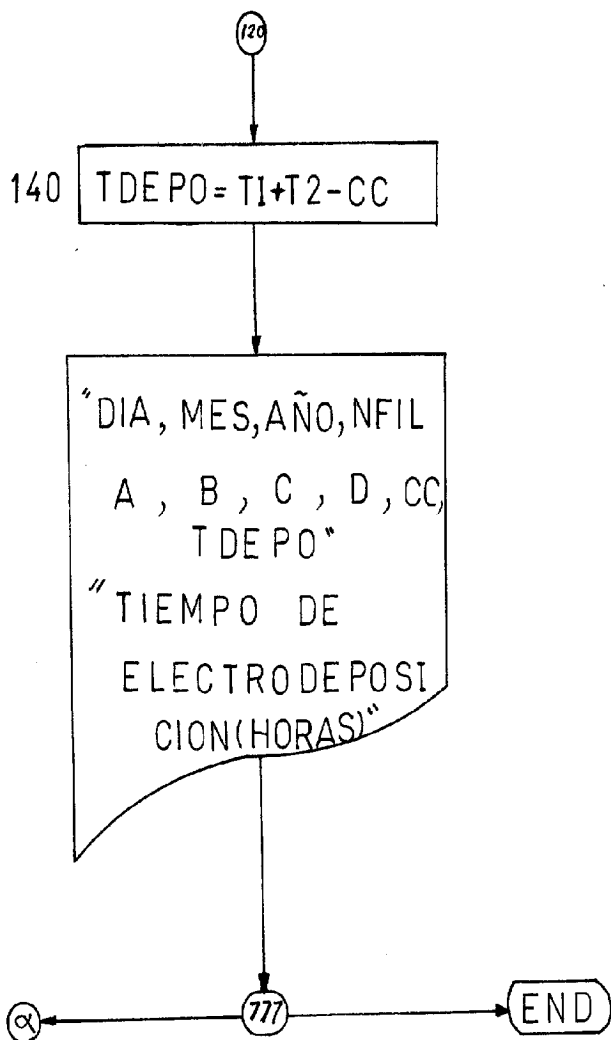 120
140 TDEPO = T1+T2-CC
"DIA, MES, AÑO, NFIL
A , B , C , D , CC,
TDEPO"
"TIEMPO DE
ELECTRODEPOSI
CION(HORAS)"
α 777 END